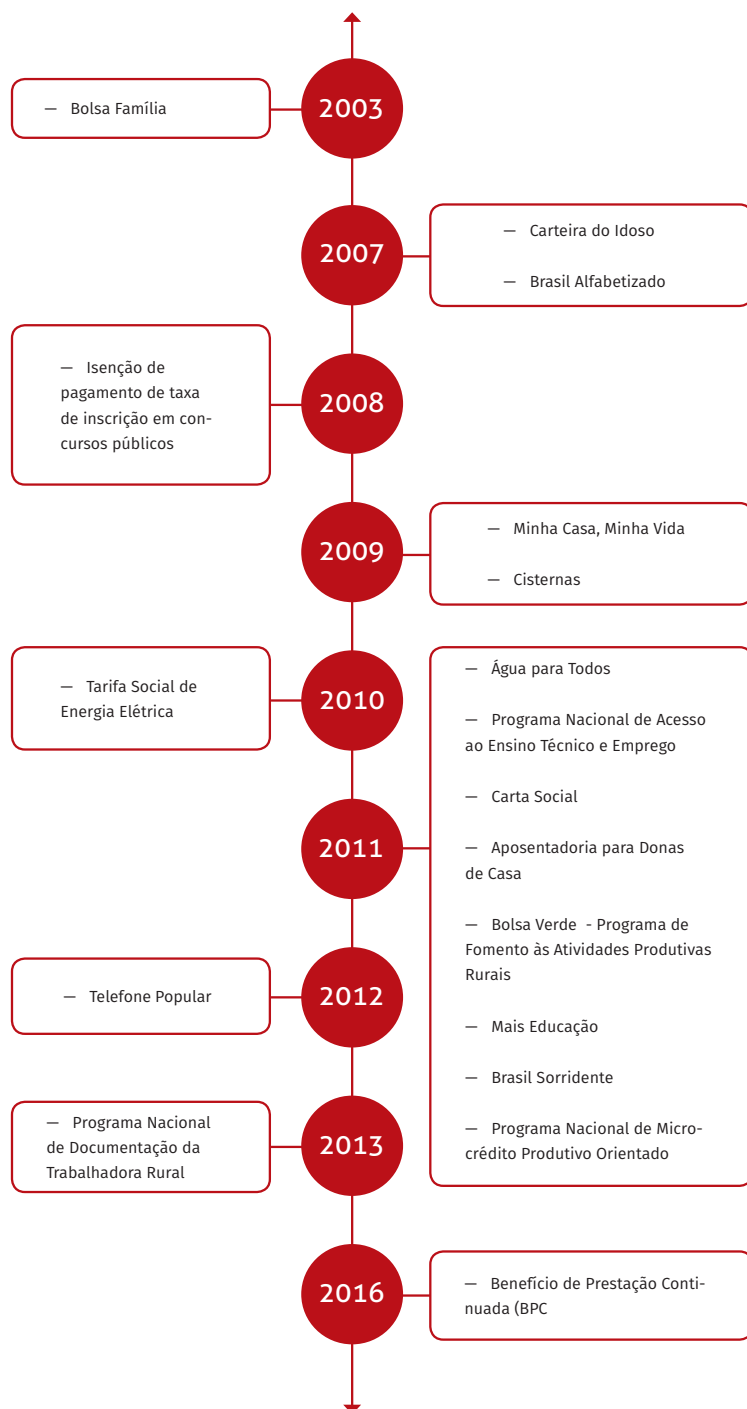 2003
— Bolsa Família
2007
— Carteira do Idoso
— Brasil Alfabetizado
2008
— Isenção de
pagamento de taxa
de inscrição em con-
cursos públicos
2009
— Minha Casa, Minha Vida
— Cisternas
2010
— Tarifa Social de
Energia Elétrica
2011
— Água para Todos
— Programa Nacional de Acesso
ao Ensino Técnico e Emprego
— Carta Social
— Aposentadoria para Donas
de Casa
— Bolsa Verde - Programa de
Fomento às Atividades Produtivas
Rurais
— Mais Educação
— Brasil Sorridente
— Programa Nacional de Micro-
crédito Produtivo Orientado
2012
— Telefone Popular
2013
— Programa Nacional
de Documentação da
Trabalhadora Rural
2016
— Benefício de Prestação Conti-
nuada (BPC